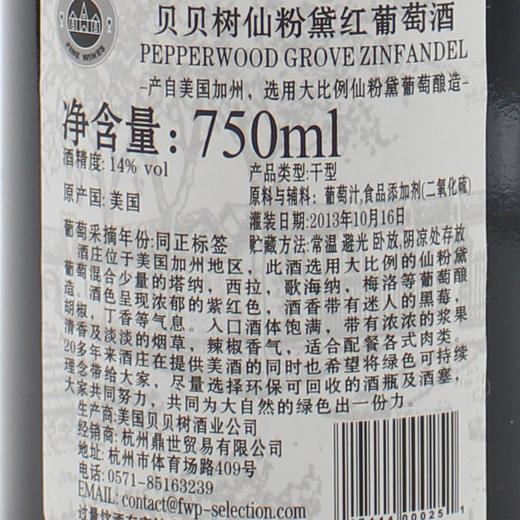 FINE WINES
贝贝树仙粉黛红葡萄酒
PEPPERWOOD GROVE ZINFANDEL
-产自美国加州，选用大比例仙粉黛葡萄酿造-
净含量：750ml
酒精度：14% vol 产品类型：干型
原料与辅料：葡萄汁，食品添加剂(二氧化硫)
原产国：美国 灌装日期：2013年10月16日
葡萄采摘年份：同正标签 贮藏方法：常温 避光 卧放，阴凉处存放
酒庄位于美国加州地区，此酒选用大比例的仙粉黛
葡萄混合少量的塔纳，西拉，歌海纳，梅洛等葡萄酿
造。酒色呈现浓郁的紫红色，酒香带有迷人的黑莓，
胡椒，丁香等气息。入口酒体饱满，带有浓浓的浆果
清香及淡淡的烟草，辣椒香气，适合配餐各式肉类。
20多年来酒庄在提供美酒的同时也希望将绿色可持续
理念带给大家，尽量选择环保可回收的酒瓶及酒塞，
大家共同努力，共同为大自然的绿色出一份力。
生产商：美国贝贝树酒业公司
经销商：杭州鼎世贸易有限公司
地址：杭州市体育场路409号
电话：0571-85163239
EMAIL: contact@fwp-selection.com